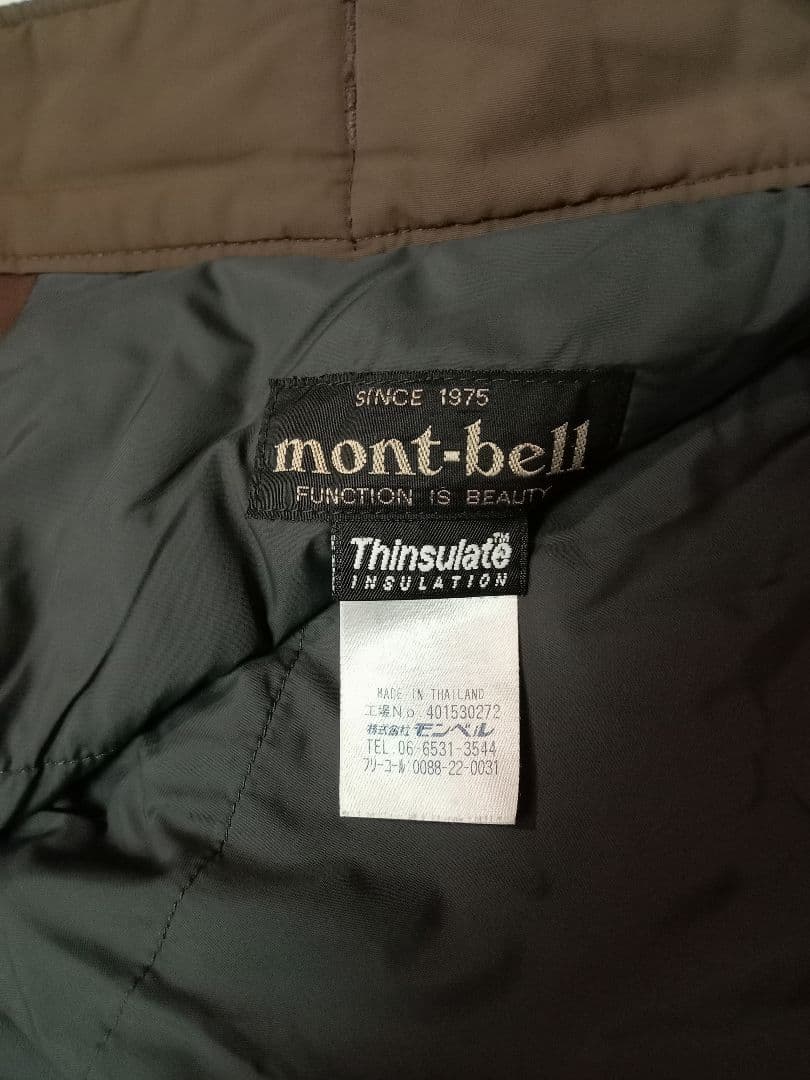 SINCE 1975
mont-bell
FUNCTION IS BEAUTY
Thinsulate™
INSULATION
MADE IN THAILAND
工場No.401530272
株式会社 モンベル
TEL.06-6531-3544
フリーコール:0088-22-0031